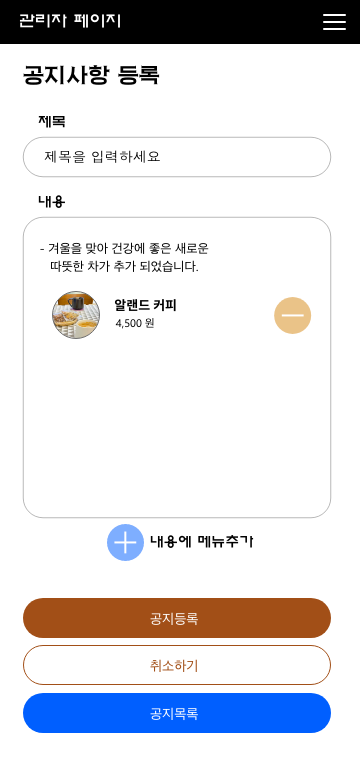 관리자 페이지
공지사항 등록
제목
제목을 입력하세요
내용
- 겨울을 맞아 건강에 좋은 새로운
따뜻한 차가 추가 되었습니다.
알랜드 커피
4,500 원
내용에 메뉴추가
공지등록
취소하기
공지목록